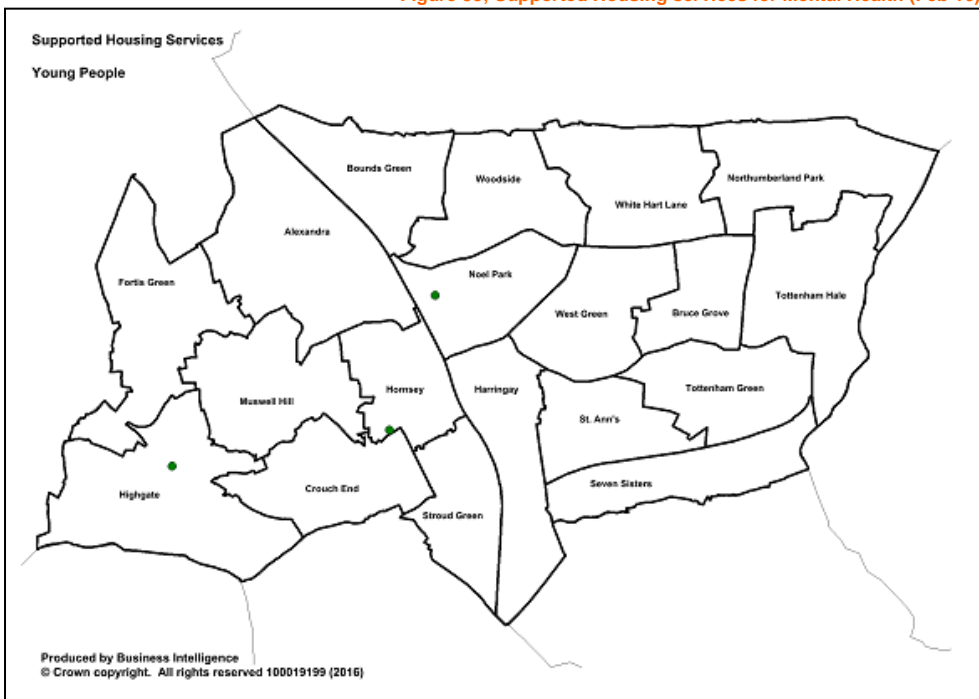 Supported Housing Services
Young People
Bounds Green
Woodside
Northumberland Park
White Hart Lane
Alexandra
Noel Park
Fortis Green
Tottenham Hale
West Green
Bruce Grove
Hornsey
Harringay
Tottenham Green
Muswell Hill
St. Ann's
Seven Sisters
Crouch End
Highgate
Stroud Green
Produced by Business Intelligence
© Crown copyright. All rights reserved 100019199 (2016)